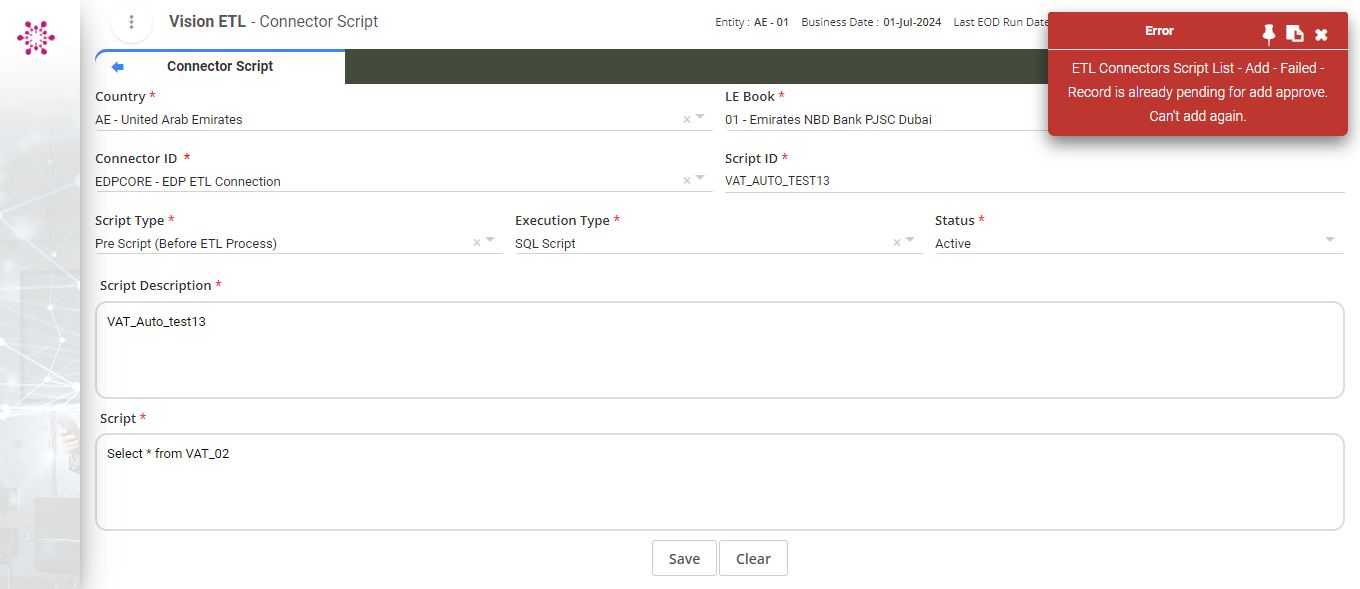 Vision ETL - Connector Script
Entity : AE - 01 Business Date : 01-Jul-2024 Last EOD Run Date
Error
ETL Connectors Script List - Add - Failed -
Record is already pending for add approve.
Can't add again.
Connector Script
Country *
LE Book *
AE - United Arab Emirates
01 - Emirates NBD Bank PJSC Dubai
Connector ID *
Script ID *
EDPCORE - EDP ETL Connection
VAT_AUTO_TEST13
Script Type *
Execution Type *
Status *
Pre Script (Before ETL Process)
SQL Script
Active
Script Description *
VAT_Auto_test13
Script *
Select * from VAT_02
Save
Clear